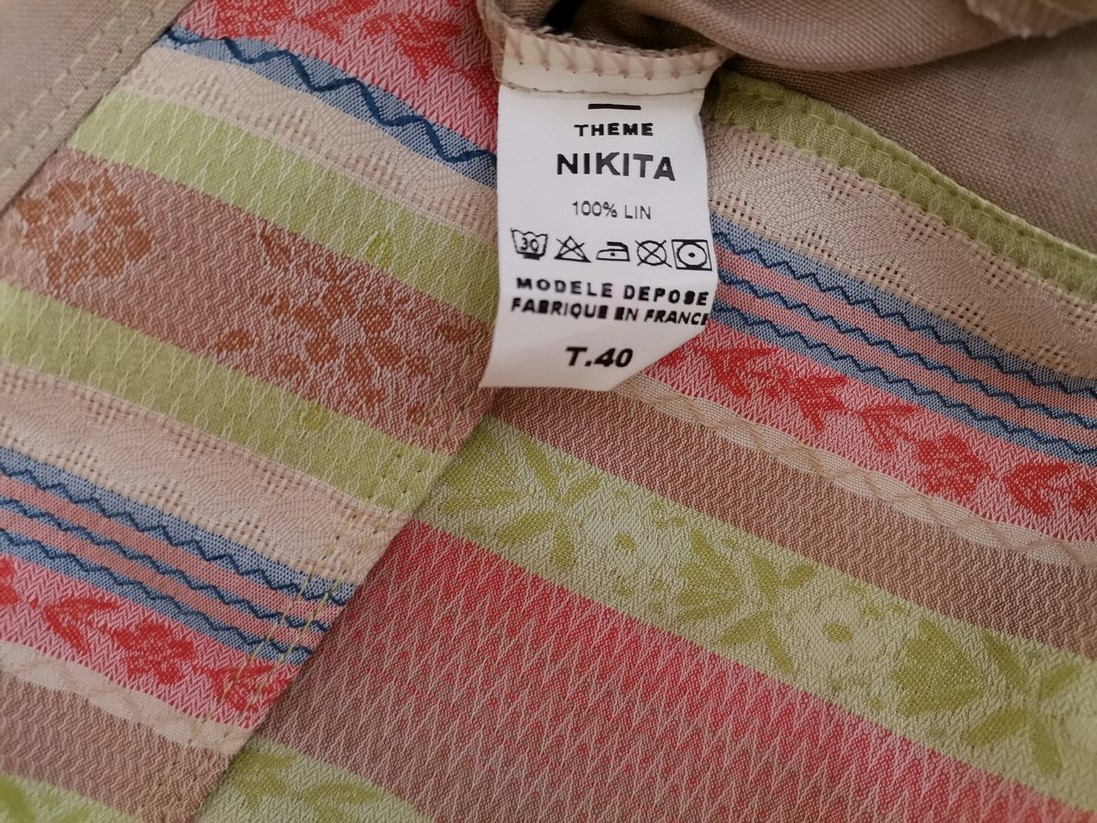 THEME
NIKITA
100% LIN
30
MODELE DEPOSE
FABRIQUE EN FRANCE
T.40